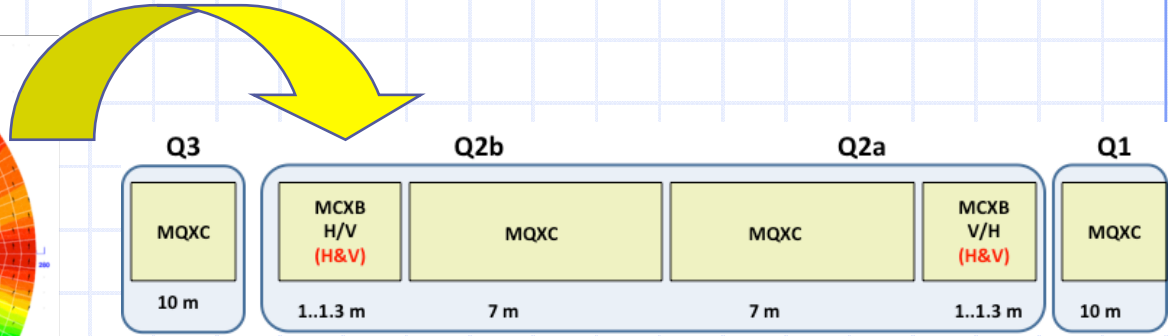 Q3 Q2b Q2a Q1
MQXC
MCXB
H/V
(H&V)
MQXC
MQXC
MCXB
V/H
(H&V)
MQXC
10 m 1..1.3 m 7 m 7 m 1..1.3 m 10 m